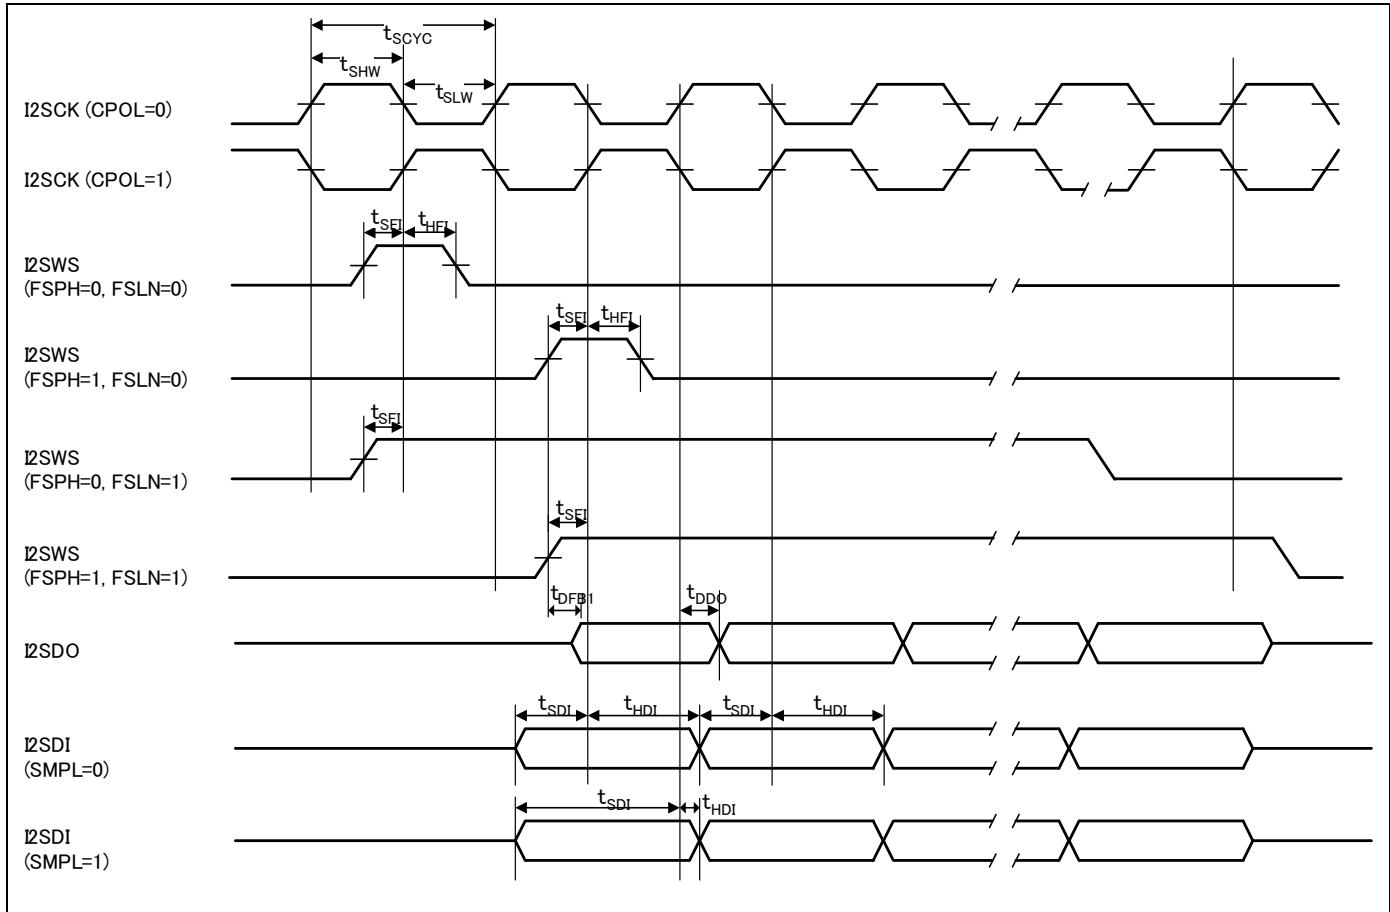 tSCYC
tSHW
tSLW
I2SCK (CPOL=0)
I2SCK (CPOL=1)
tSFI tHFI
I2SWS
(FSPH=0, FSLN=0)
tSFI tHFI
I2SWS
(FSPH=1, FSLN=0)
tSFI
I2SWS
(FSPH=0, FSLN=1)
tSFI
I2SWS
(FSPH=1, FSLN=1)
tDFB1 tDDO
I2SDO
tSDI tHDI tSDI tHDI
I2SDI
(SMPL=0)
tSDI tHDI
I2SDI
(SMPL=1)